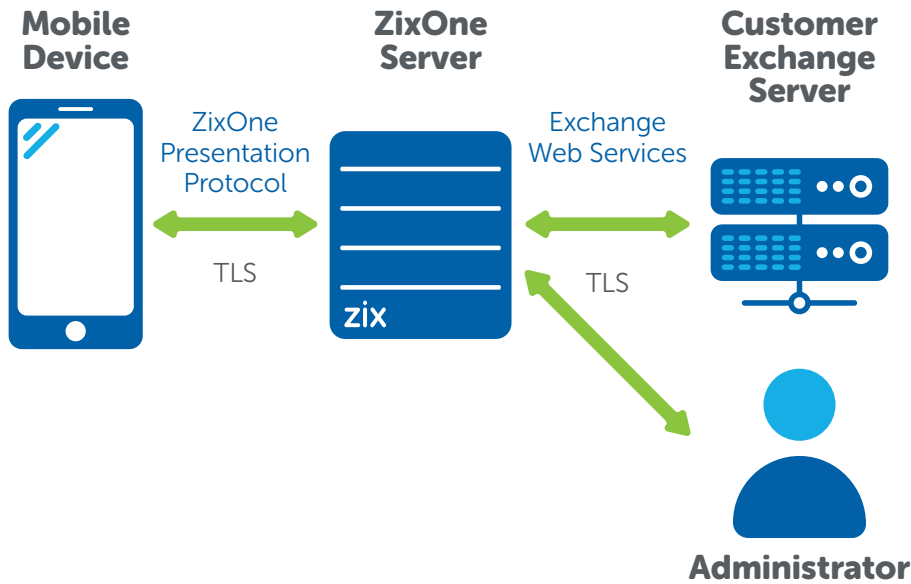 Mobile
Device
ZixOne
Server
Customer
Exchange
Server
ZixOne
Presentation
Protocol
Exchange
Web Services
TLS
TLS
zix
Administrator